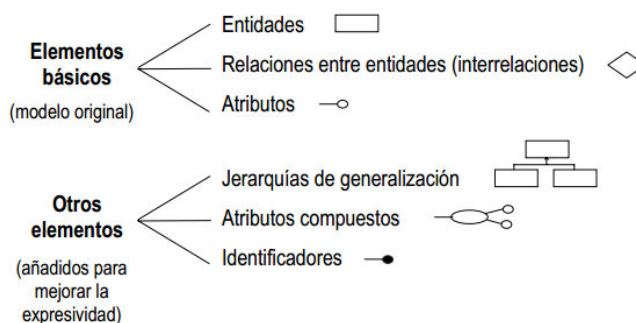 Elementos
básicos
(modelo original)
Entidades
Relaciones entre entidades (interrelaciones)
Atributos
Otros
elementos
(añadidos para
mejorar la
expresividad)
Jerarquías de generalización
Atributos compuestos
Identificadores